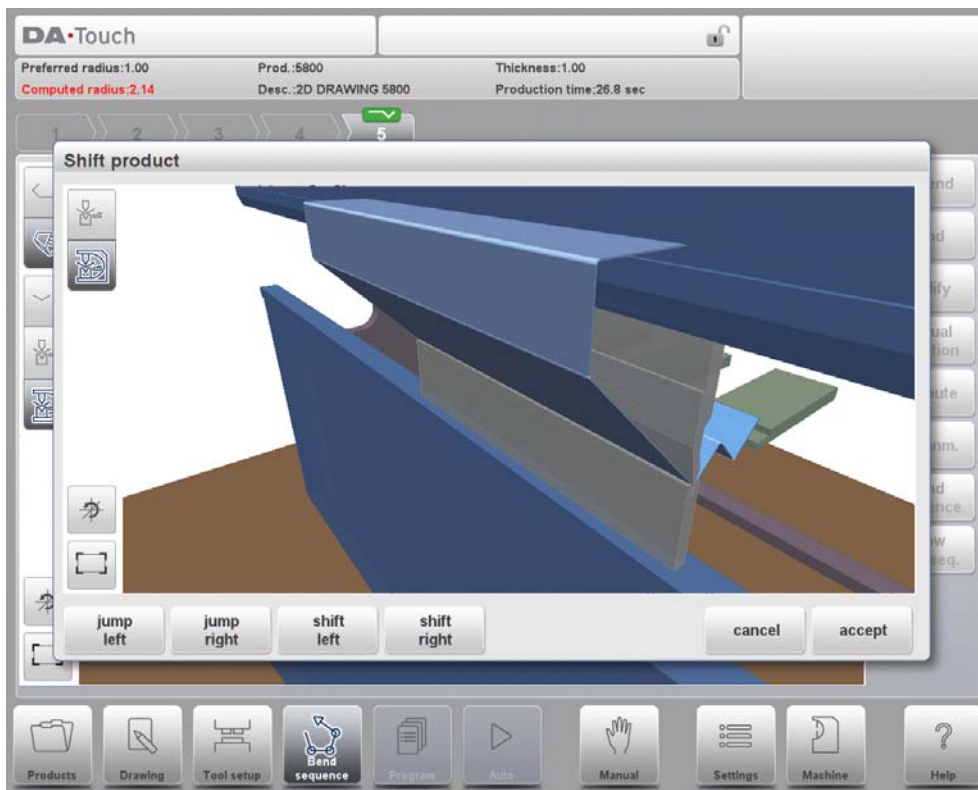 DA•Touch
Preferred radius:1.00 Prod.:5800 Thickness:1.00
Computed radius:2.14 Desc.:2D DRAWING 5800 Production time:26.8 sec
1 2 3 4 5
Shift product
jump left
jump right
shift left
shift right
cancel
accept
Products
Drawing
Tool setup
Bend sequence
Program
Auto
Manual
Settings
Machine
Help